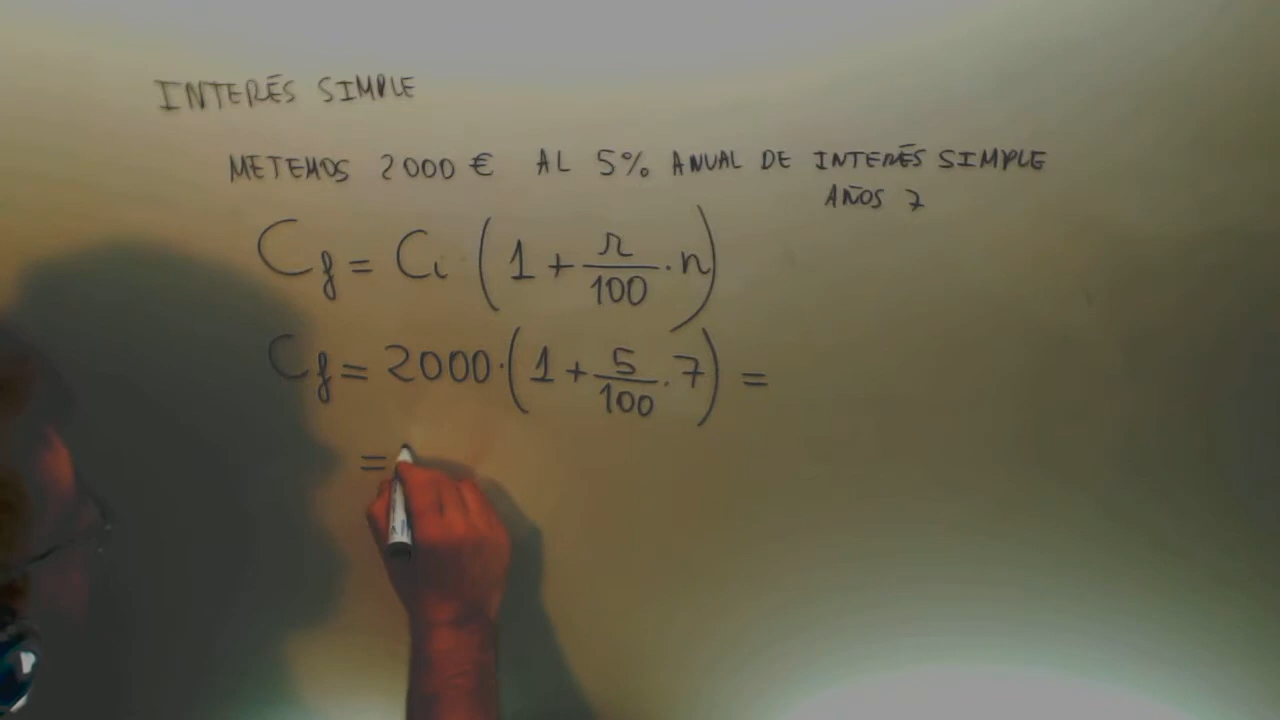 INTERÉS SIMPLE
METEMOS 2000 € AL 5% ANUAL DE INTERÉS SIMPLE
AÑOS 7
Cf = Ci · (1 + r/100 · n)
Cf = 2000 · (1 + 5/100 · 7) =
=